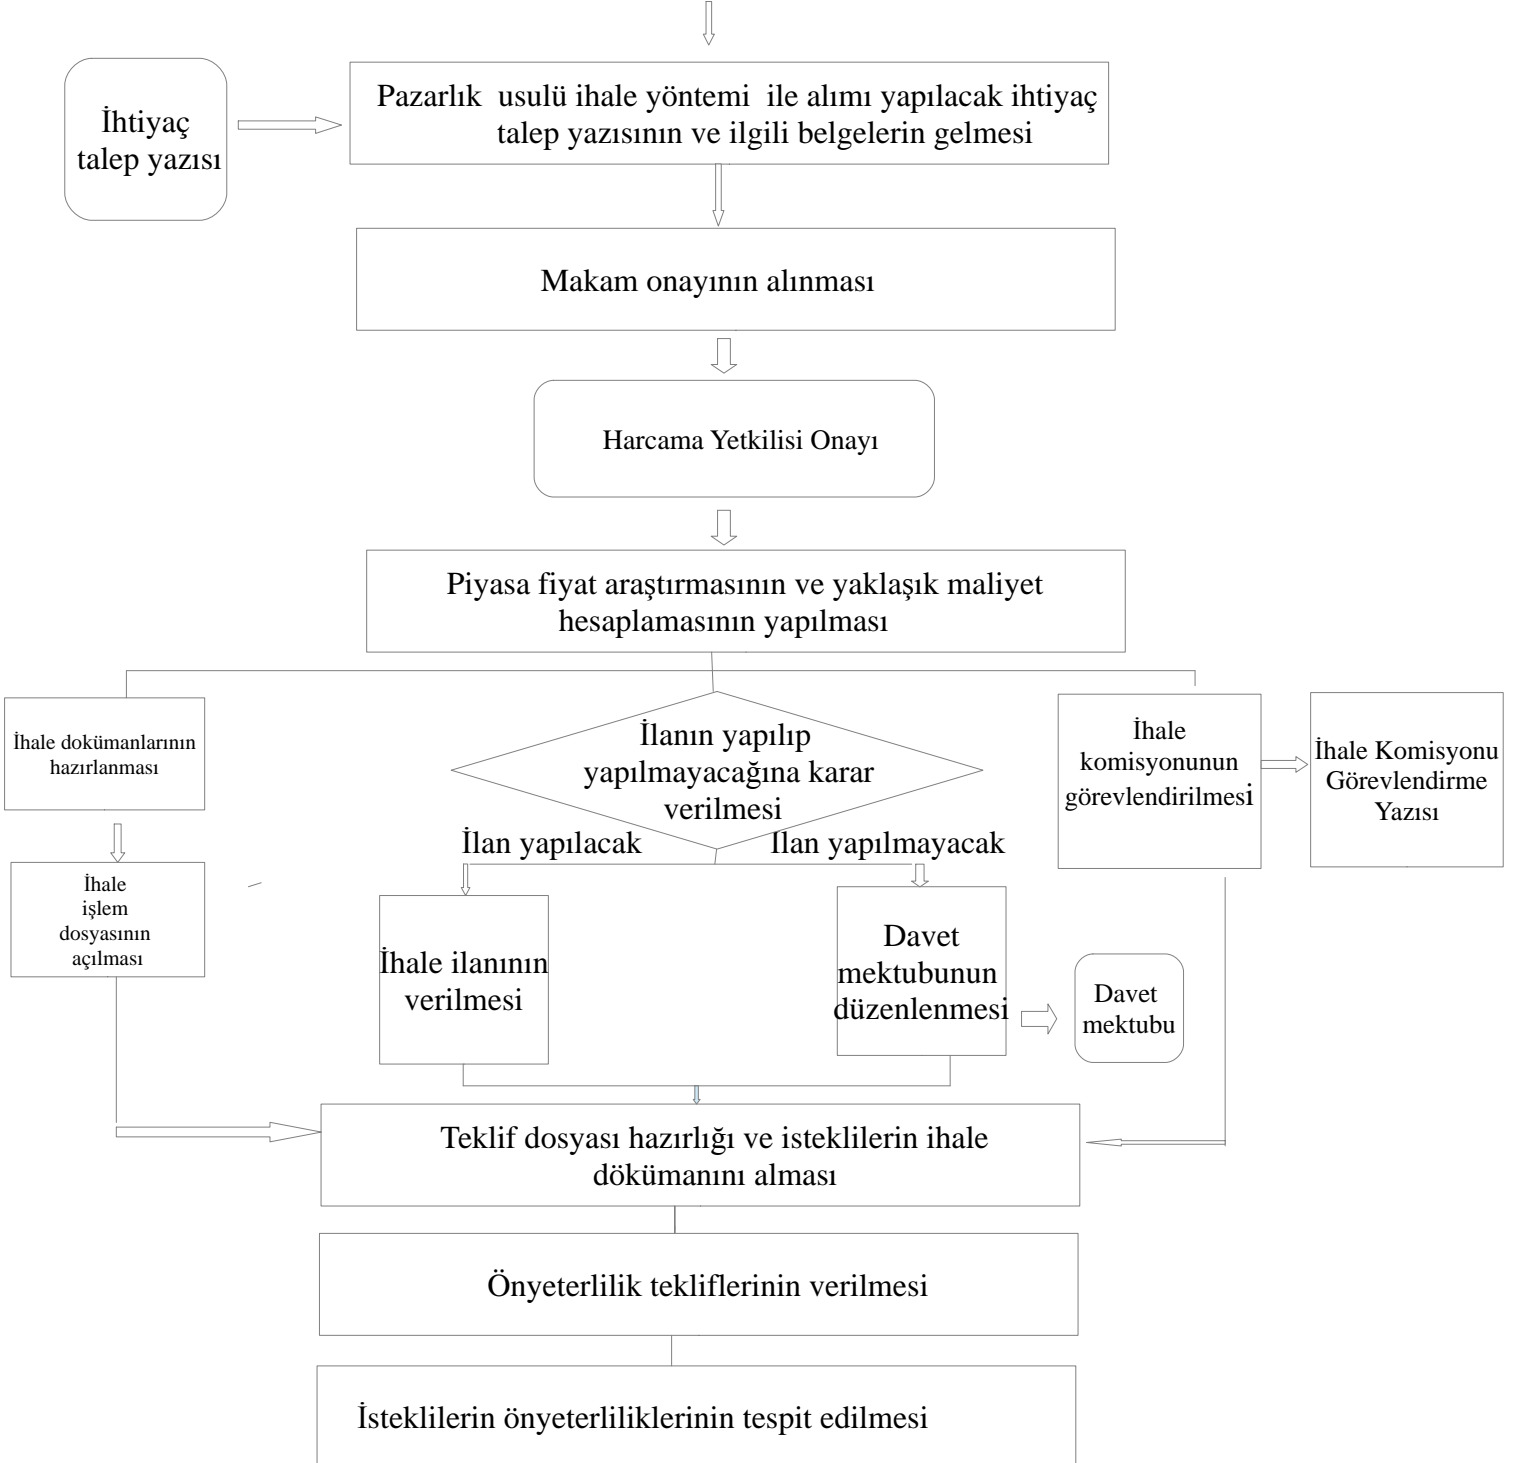 İhtiyaç
talep yazısı
Pazarlık  usulü ihale yöntemi  ile alımı yapılacak ihtiyaç
talep yazısının ve ilgili belgelerin gelmesi
Makam onayının alınması
Harcama Yetkilisi Onayı
Piyasa fiyat araştırmasının ve yaklaşık maliyet
hesaplamasının yapılması
İhale dokümanlarının
hazırlanması
İhale
işlem
dosyasının
açılması
İlanın yapılıp
yapılmayacağına karar
verilmesi
İlan yapılacak
İlan yapılmayacak
İhale ilanının
verilmesi
Davet
mektubunun
düzenlenmesi
Davet
mektubu
İhale
komisyonunun
görevlendirilmesi
İhale Komisyonu
Görevlendirme
Yazısı
Teklif dosyası hazırlığı ve isteklilerin ihale
dökümanını alması
Önyeterlilik tekliflerinin verilmesi
İsteklilerin önyeterliliklerinin tespit edilmesi